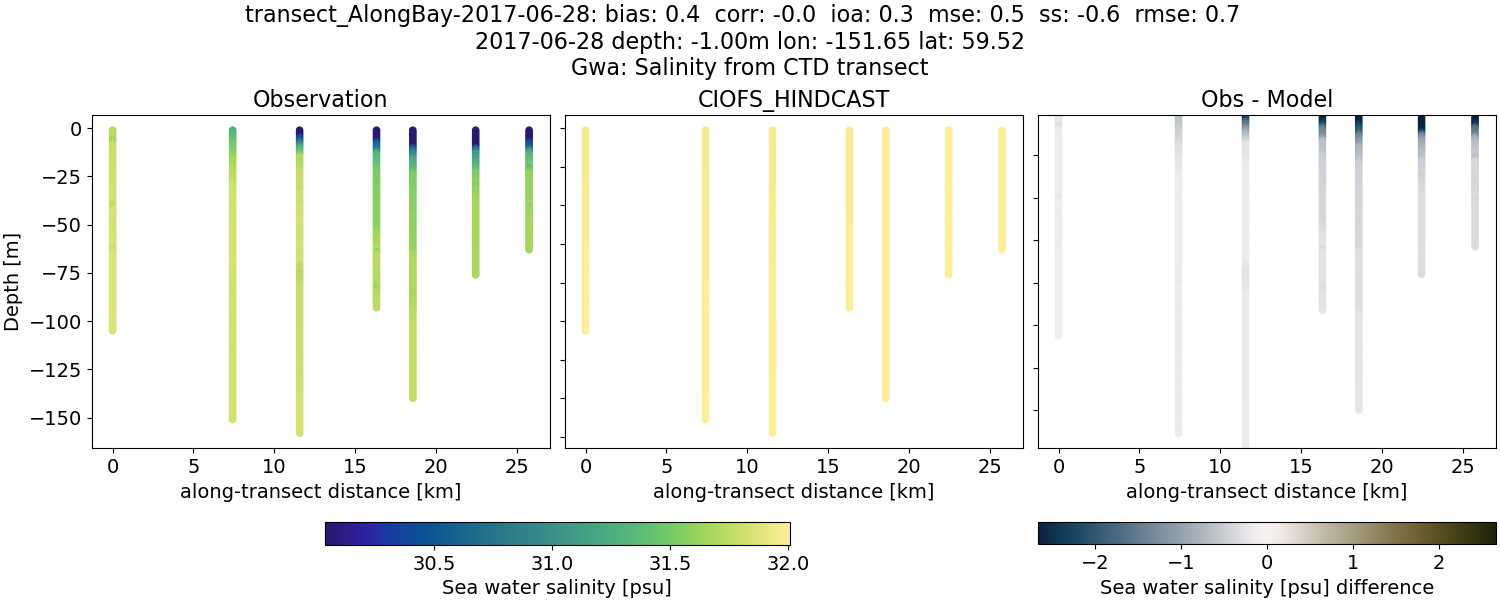 transect_AlongBay-2017-06-28: bias: 0.4  corr: -0.0  ioa: 0.3  mse: 0.5  ss: -0.6  rmse: 0.7
2017-06-28 depth: -1.00m lon: -151.65 lat: 59.52
Gwa: Salinity from CTD transect
Observation
CIOFS_HINDCAST
Obs - Model
Depth [m]
0
−25
−50
−75
−100
−125
−150
0 5 10 15 20 25
0 5 10 15 20 25
0 5 10 15 20 25
along-transect distance [km]
along-transect distance [km]
along-transect distance [km]
30.5 31.0 31.5 32.0
Sea water salinity [psu]
−2 −1 0 1 2
Sea water salinity [psu] difference